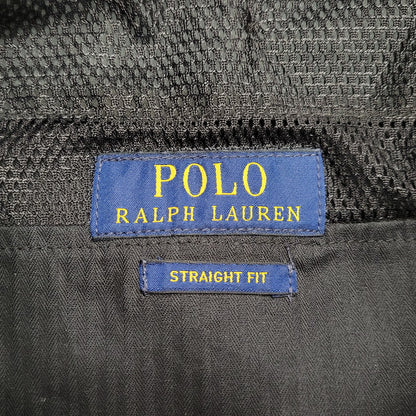 POLO
RALPH LAUREN
STRAIGHT FIT